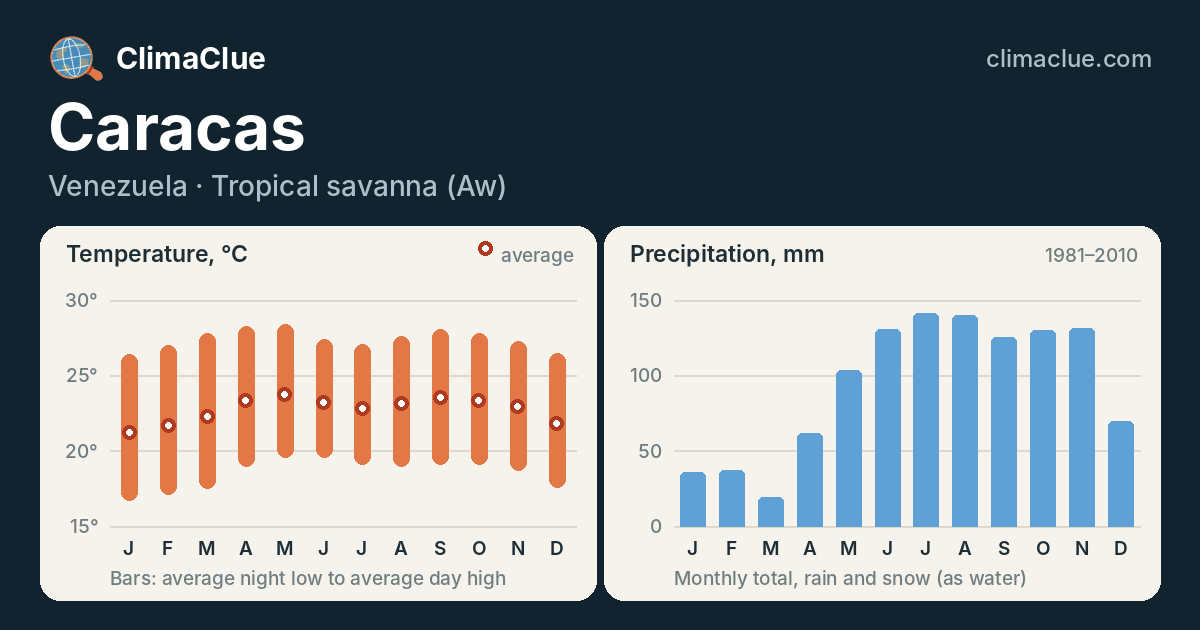 ClimaClue
climaclue.com
Caracas
Venezuela · Tropical savanna (Aw)
Temperature, °C
average
30°
25°
20°
15°
J F M A M J J A S O N D
Bars: average night low to average day high
Precipitation, mm
1981–2010
150
100
50
0
J F M A M J J A S O N D
Monthly total, rain and snow (as water)